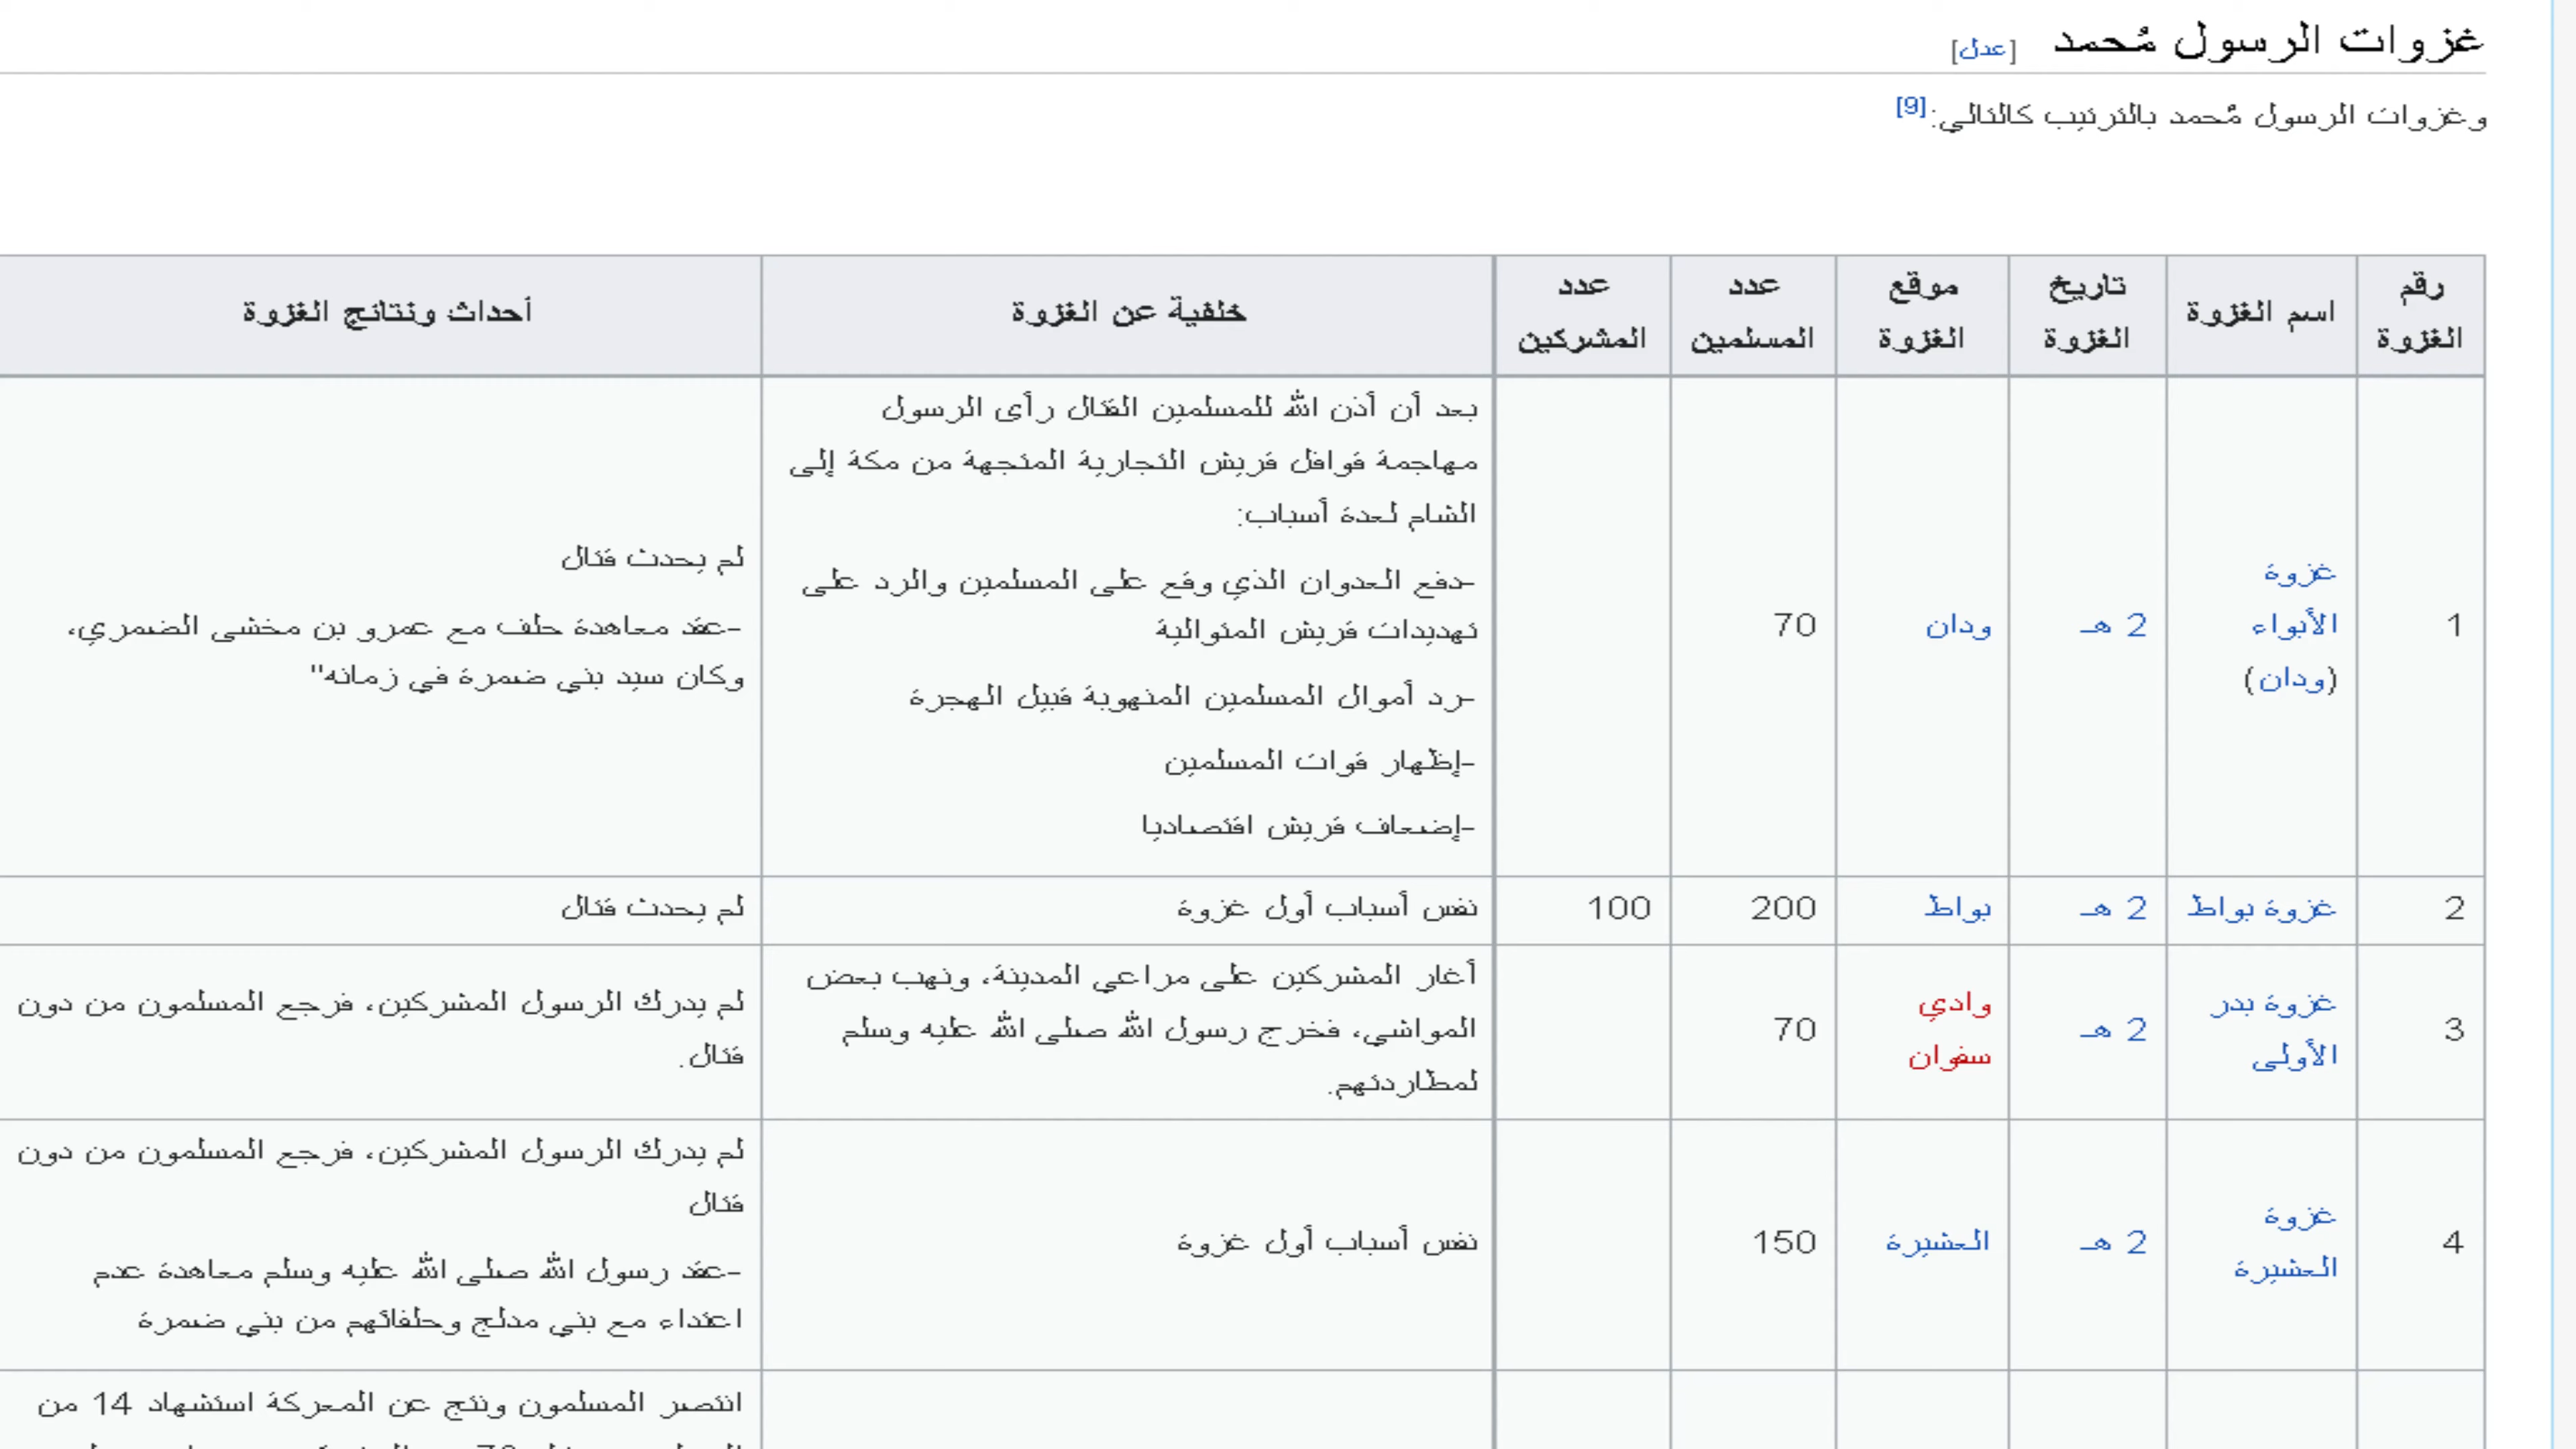 غزوات الرسول مُحمد [عدل]
وغزوات الرسول مُحمد بالترتيب كالتالي:[9]
رقم الغزوة
اسم الغزوة
تاريخ الغزوة
موقع الغزوة
عدد المسلمين
عدد المشركين
خلفية عن الغزوة
أحداث ونتائج الغزوة
1
غزوة
الأبواء
(ودان)
2 هـ
ودان
70
بعد أن أذن الله للمسلمين القتال رأى الرسول
مهاجمة قوافل قريش التجارية المتجهة من مكة إلى
الشام لعدة أسباب:
-دفع العدوان الذي وقع على المسلمين والرد على
تهديدات قريش المتوالية
-رد أموال المسلمين المنهوبة قبيل الهجرة
-إظهار قوات المسلمين
-إضعاف قريش اقتصاديا
لم يحدث قتال
-عقد معاهدة حلف مع عمرو بن مخشى الضمري،
وكان سيد بني ضمرة في زمانه"
2
غزوة بواط
2 هـ
بواط
200
100
نفس أسباب أول غزوة
لم يحدث قتال
3
غزوة بدر
الأولى
2 هـ
وادي
سفوان
70
أغار المشركين على مراعي المدينة، ونهب بعض
المواشي، فخرج رسول الله صلى الله عليه وسلم
لمطاردتهم.
لم يدرك الرسول المشركين، فرجع المسلمون من دون
قتال.
4
غزوة
العشيرة
2 هـ
العشيرة
150
نفس أسباب أول غزوة
لم يدرك الرسول المشركين، فرجع المسلمون من دون
قتال
-عقد رسول الله صلى الله عليه وسلم معاهدة عدم
اعتداء مع بني مدلج وحلفائهم من بني ضمرة
انتصر المسلمون ونتج عن المعركة استشهاد 14 من